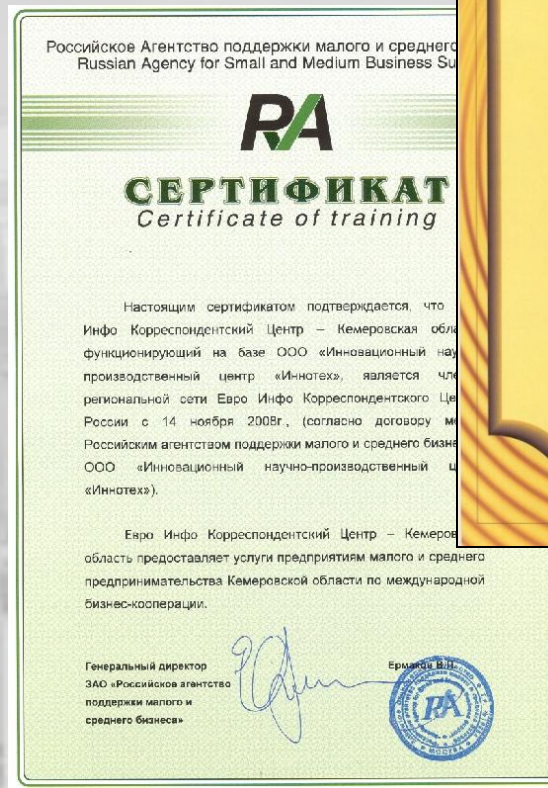 Российское Агентство поддержки малого и среднего
Russian Agency for Small and Medium Business Su
RA
СЕРТИФИКАТ
Certificate of training
Настоящим сертификатом подтверждается, что
Инфо Корреспондентский Центр – Кемеровская обла
функционирующий на базе ООО «Инновационный нау
производственный центр «Иннотех», является чле
региональной сети Евро Инфо Корреспондентского Це
России с 14 ноября 2008г., (согласно договору ме
Российским агентством поддержки малого и среднего бизне
ООО «Инновационный научно-производственный ц
«Иннотех»).
Евро Инфо Корреспондентский Центр – Кемеров
область предоставляет услуги предприятиям малого и среднего
предпринимательства Кемеровской области по международной
бизнес-кооперации.
Генеральный директор
ЗАО «Российское агентство
поддержки малого и
среднего бизнеса»
Ермаков В.П.
RA
МОСКВА